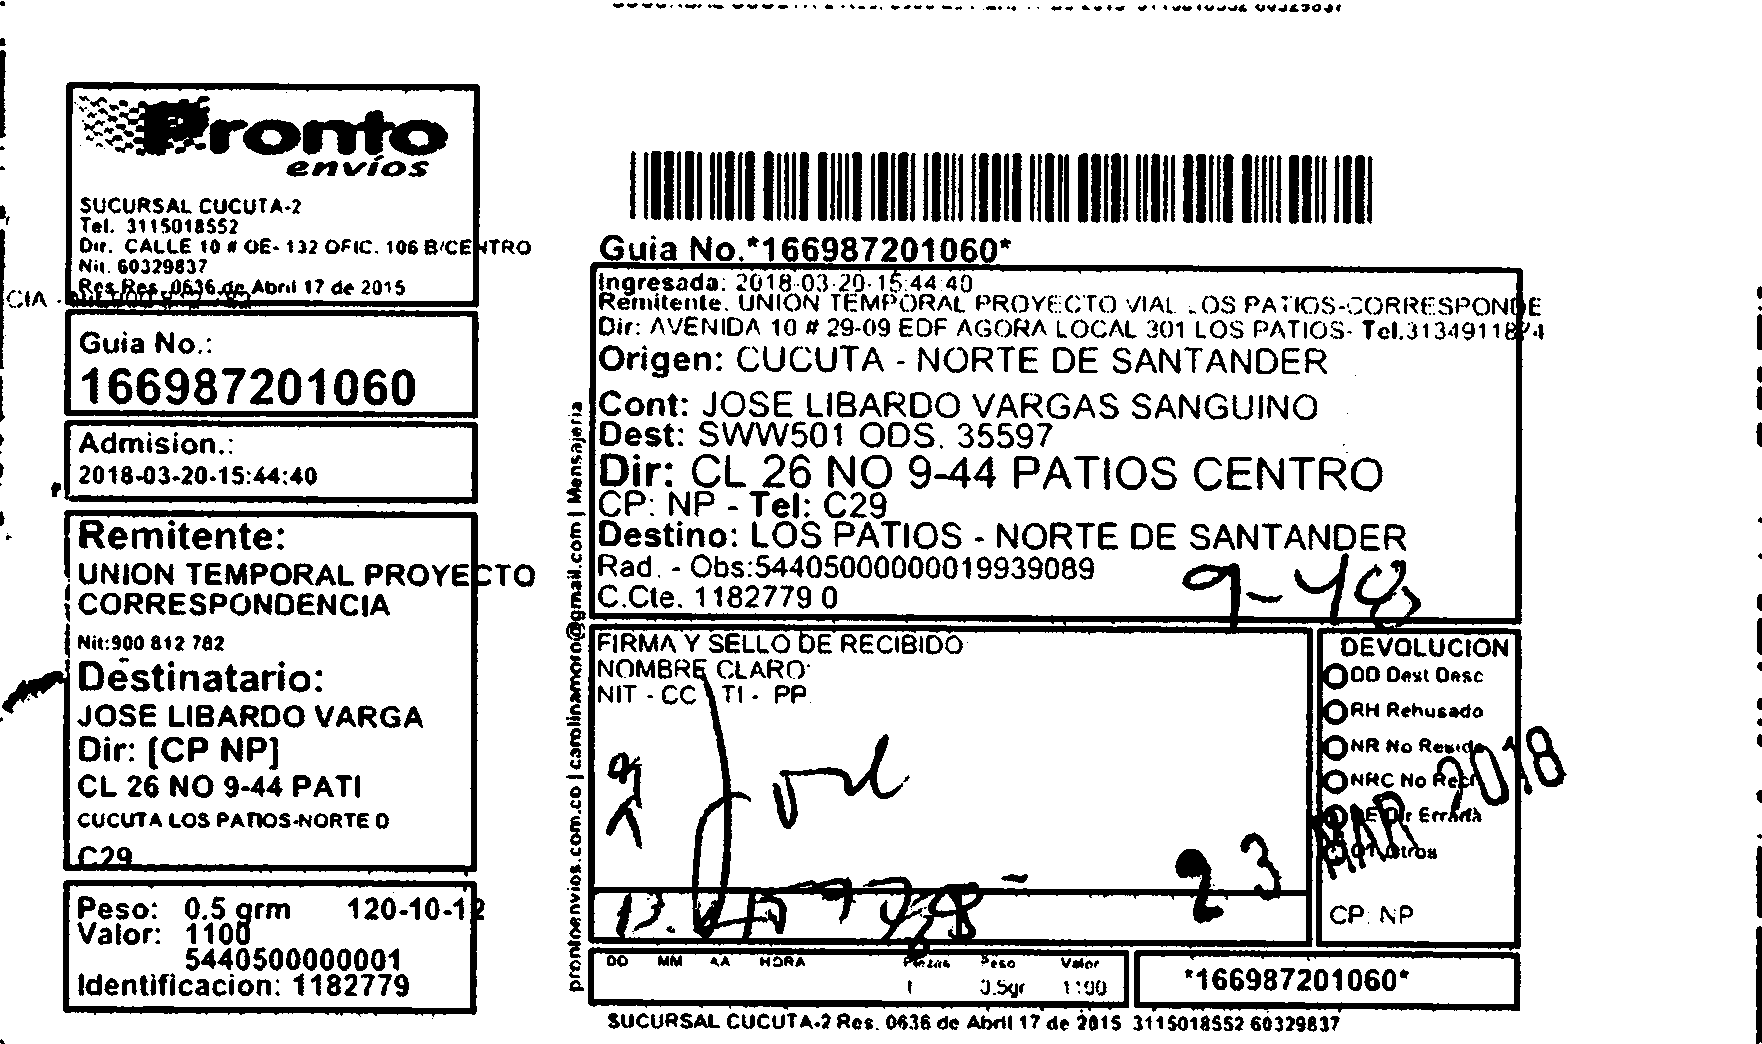 Pronto
envíos
SUCURSAL CUCUTA-2
Tel. 3115018552
Dir. CALLE 10 # OE- 132 OFIC. 106 B/CENTRO
Nit. 60329837
Res.Res. 0636 de Abril 17 de 2015
CIA
Guia No.:
166987201060
Admision.:
2018-03-20-15:44:40
Remitente:
UNION TEMPORAL PROYECTO
CORRESPONDENCIA
Nit:900 812 782
Destinatario:
JOSE LIBARDO VARGA
Dir: [CP NP]
CL 26 NO 9-44 PATI
CUCUTA LOS PATIOS-NORTE D
C29
Peso: 0.5 grm 120-10-12
Valor: 1100
5440500000001
Identificacion: 1182779
prontoenvios.com.co | carolinamoro@gmail.com | Mensajeria
Guia No.*166987201060*
Ingresada: 2018-03-20-15:44:40
Remitente. UNION TEMPORAL PROYECTO VIAL LOS PATIOS-CORRESPONDE
Dir: AVENIDA 10 # 29-09 EDF AGORA LOCAL 301 LOS PATIOS- Tel.3134911874
Origen: CUCUTA - NORTE DE SANTANDER
Cont: JOSE LIBARDO VARGAS SANGUINO
Dest: SWW501 ODS. 35597
Dir: CL 26 NO 9-44 PATIOS CENTRO
CP: NP - Tel: C29
Destino: LOS PATIOS - NORTE DE SANTANDER
Rad. - Obs:54405000000019939089
C.Cte. 1182779 0
FIRMA Y SELLO DE RECIBIDO
NOMBRE CLARO:
NIT - CC - TI - PP
23 MAR 2018
DEVOLUCION
DD Dest Desc
RH Rehusado
NR No Reside
NRC No Recl
DE Dir Errada
OT Otros
CP: NP
DD MM AA HORA Piezas Peso Valor
1 0.5gr 1100
*166987201060*
SUCURSAL CUCUTA-2 Res. 0636 de Abril 17 de 2015 3115018552 60329837